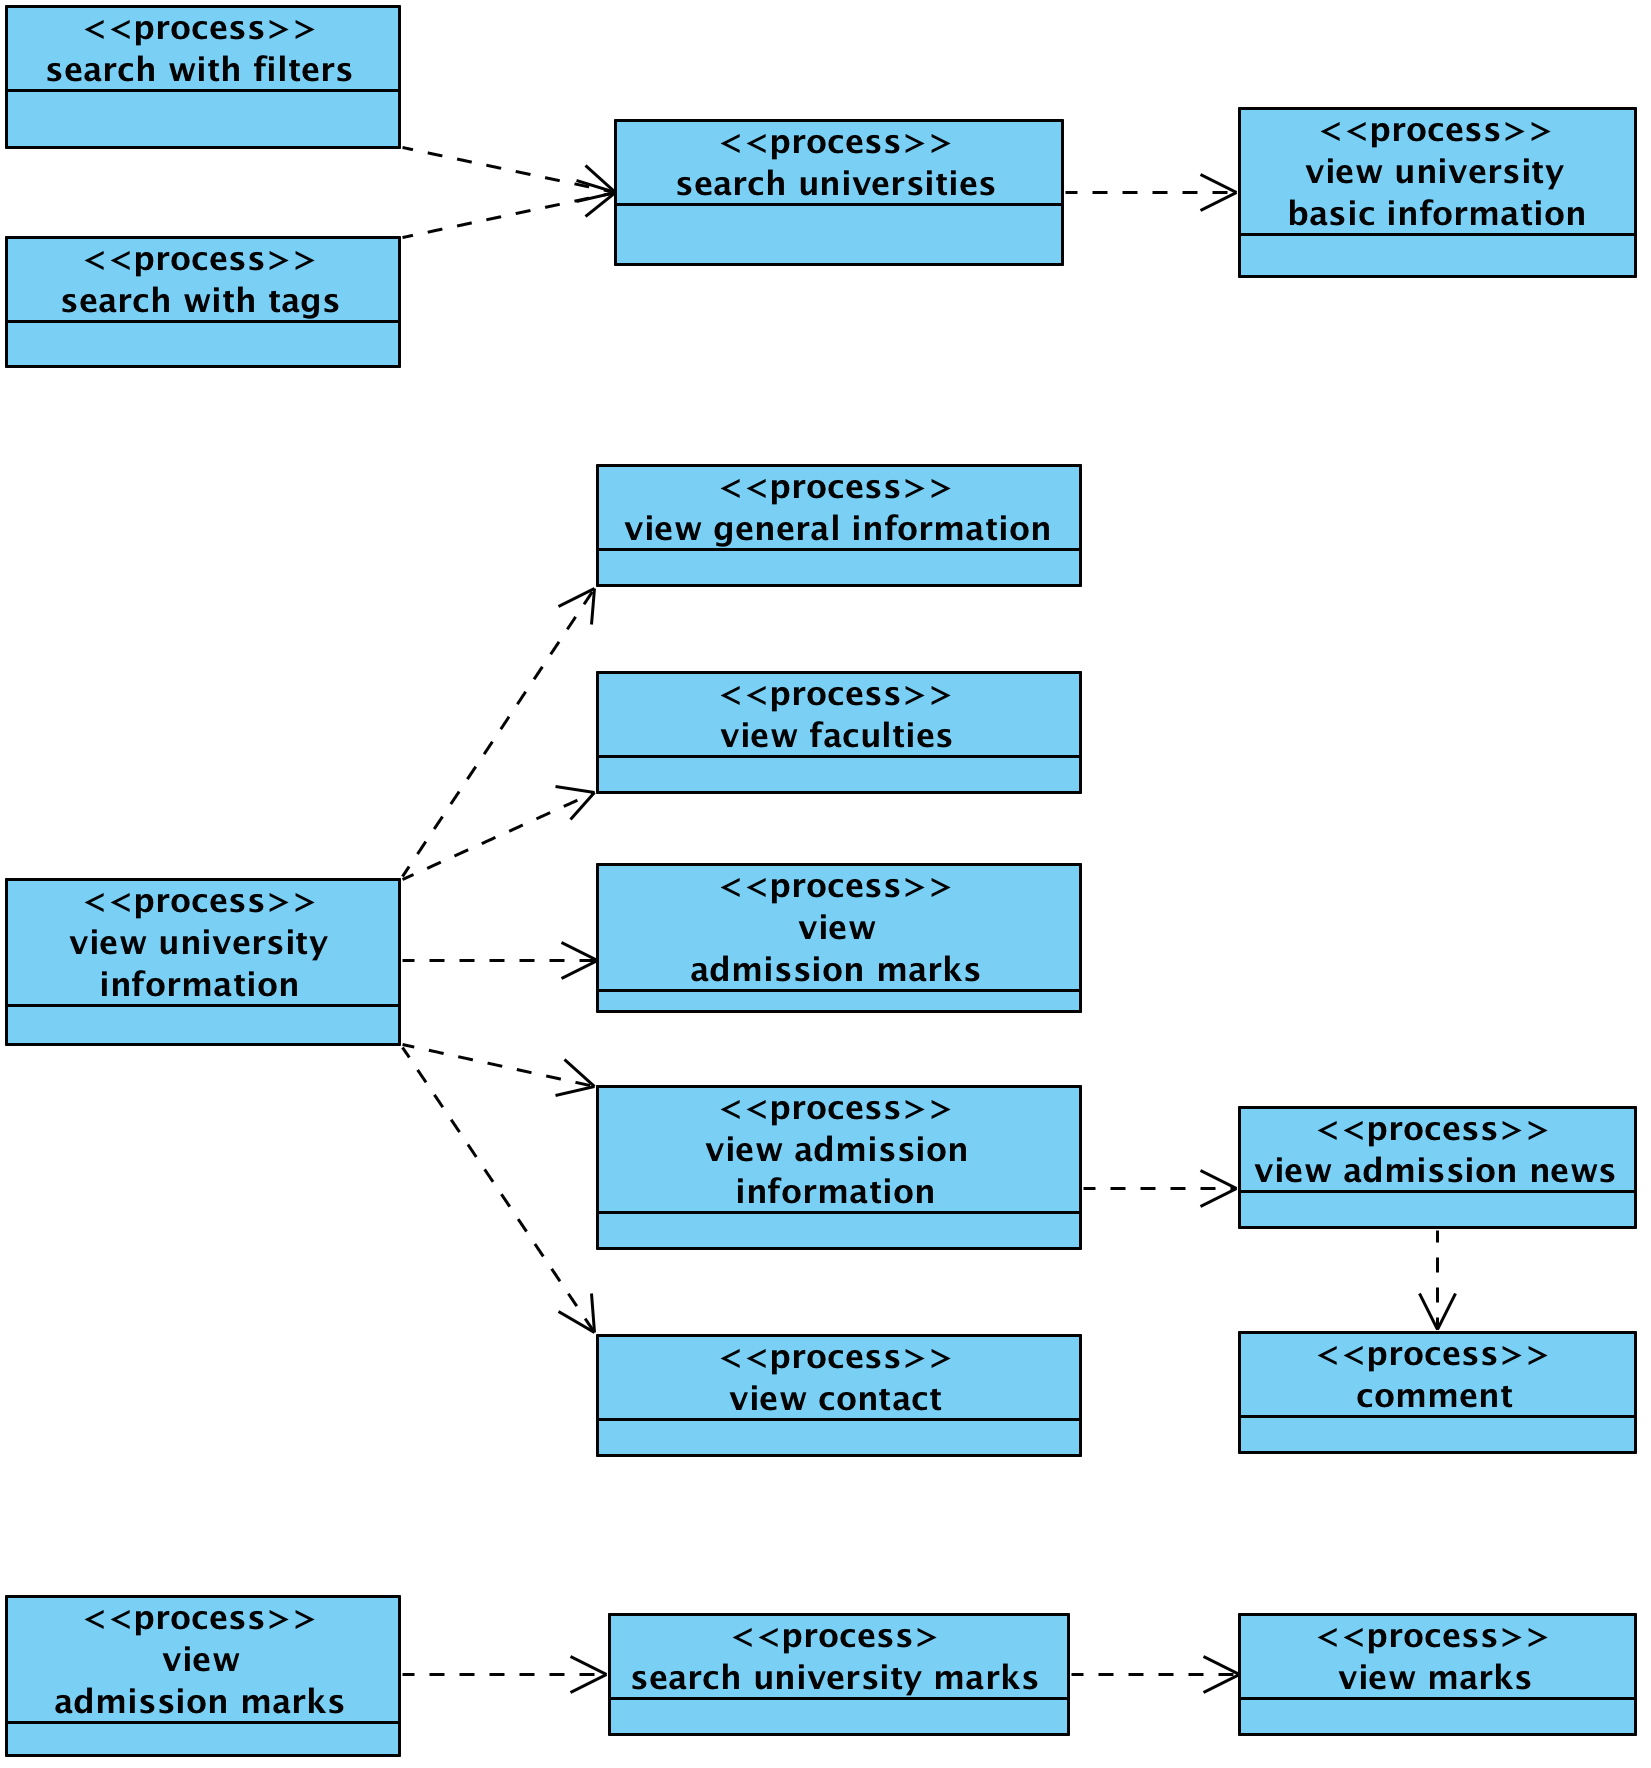 <<process>>
search with filters
<<process>>
search with tags
<<process>>
search universities
<<process>>
view university
basic information
<<process>>
view university
information
<<process>>
view general information
<<process>>
view faculties
<<process>>
view
admission marks
<<process>>
view admission
information
<<process>>
view contact
<<process>>
view admission news
<<process>>
comment
<<process>>
view
admission marks
<<process>
search university marks
<<process>>
view marks